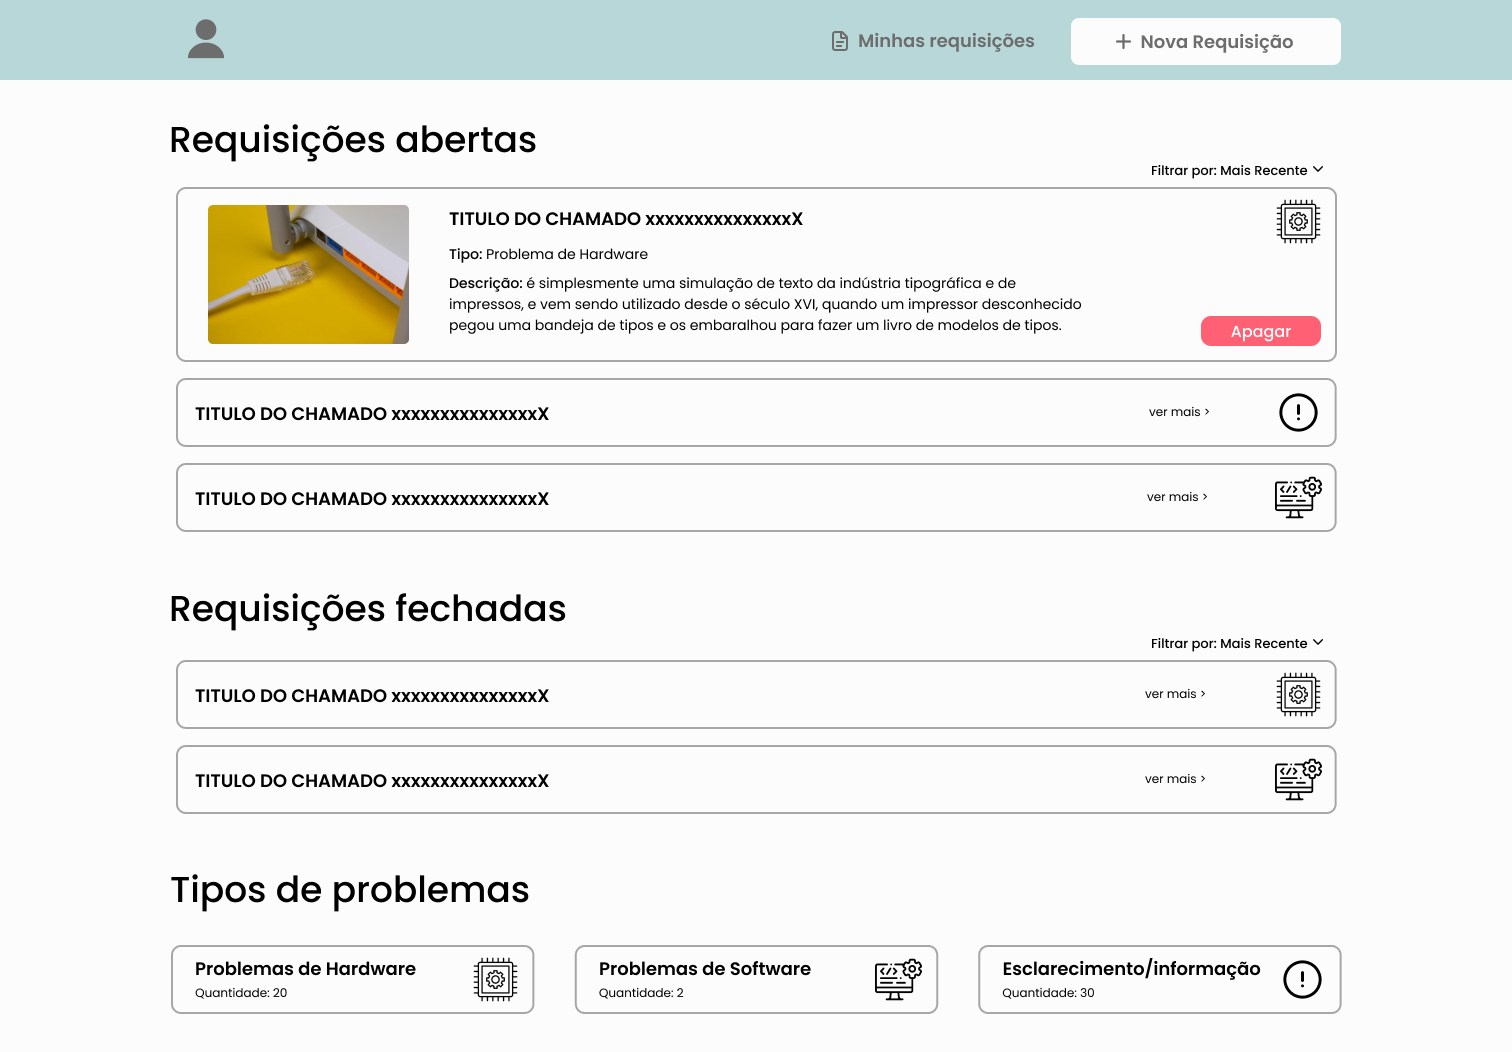 Minhas requisições
+ Nova Requisição
Requisições abertas
Filtrar por: Mais Recente
TITULO DO CHAMADO xxxxxxxxxxxxxxxX
Tipo: Problema de Hardware
Descrição: é simplesmente uma simulação de texto da indústria tipográfica e de
impressos, e vem sendo utilizado desde o século XVI, quando um impressor desconhecido
pegou uma bandeja de tipos e os embaralhou para fazer um livro de modelos de tipos.
Apagar
TITULO DO CHAMADO xxxxxxxxxxxxxxxX
ver mais >
TITULO DO CHAMADO xxxxxxxxxxxxxxxX
ver mais >
Requisições fechadas
Filtrar por: Mais Recente
TITULO DO CHAMADO xxxxxxxxxxxxxxxX
ver mais >
TITULO DO CHAMADO xxxxxxxxxxxxxxxX
ver mais >
Tipos de problemas
Problemas de Hardware
Quantidade: 20
Problemas de Software
Quantidade: 2
Esclarecimento/informação
Quantidade: 30